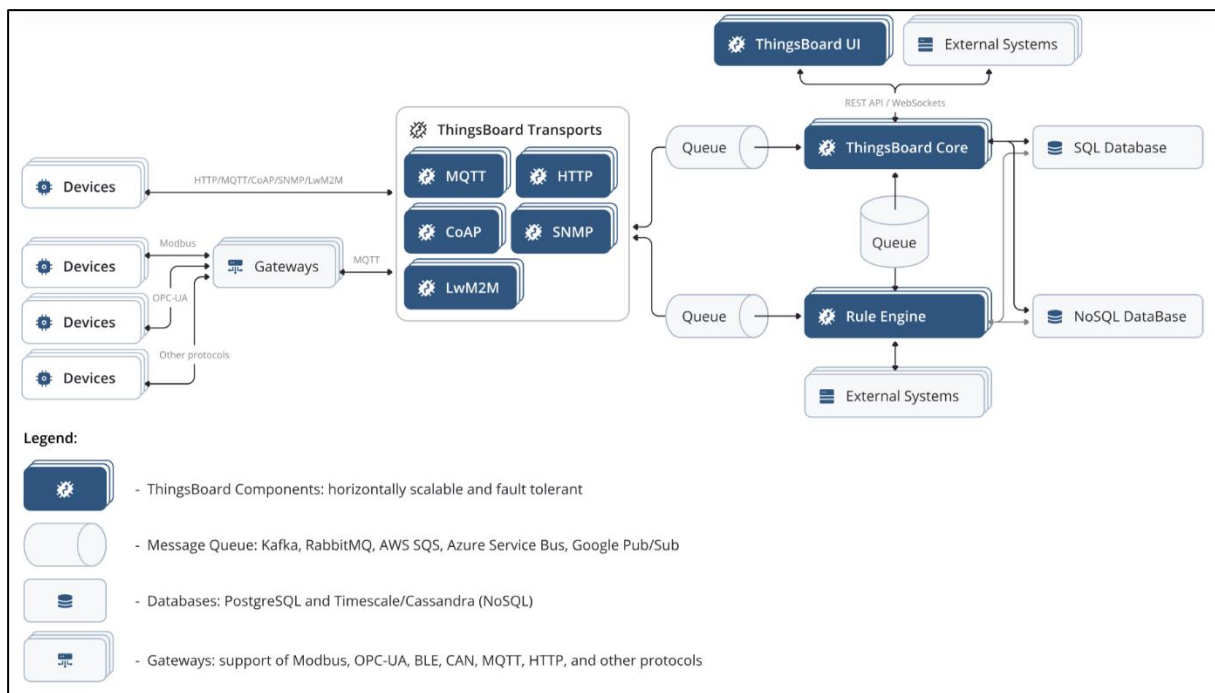 ThingsBoard UI
External Systems
REST API / WebSockets
ThingsBoard Transports
Queue
ThingsBoard Core
SQL Database
MQTT
HTTP
Devices
HTTP/MQTT/CoAP/SNMP/LwM2M
CoAP
SNMP
Queue
Modbus
Devices
Gateways
MQTT
LwM2M
OPC-UA
Devices
Queue
Rule Engine
NoSQL DataBase
Other protocols
Devices
External Systems
Legend:
- ThingsBoard Components: horizontally scalable and fault tolerant
- Message Queue: Kafka, RabbitMQ, AWS SQS, Azure Service Bus, Google Pub/Sub
- Databases: PostgreSQL and Timescale/Cassandra (NoSQL)
- Gateways: support of Modbus, OPC-UA, BLE, CAN, MQTT, HTTP, and other protocols